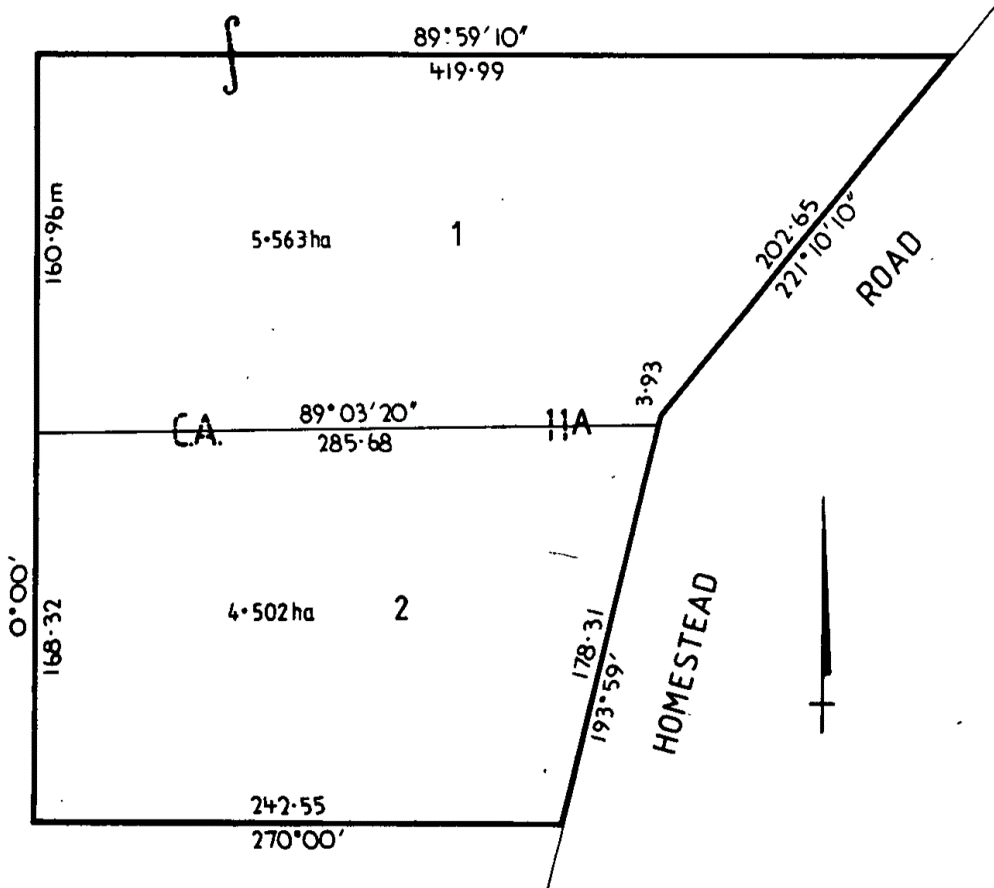 89°59'10"
419·99
160·96m
5·563ha
1
202·65
221°10'10"
ROAD
3·93
89°03'20"
C.A.
285·68
11A
0°00'
168·32
4·502ha
2
178·31
193°59'
HOMESTEAD
242·55
270°00'